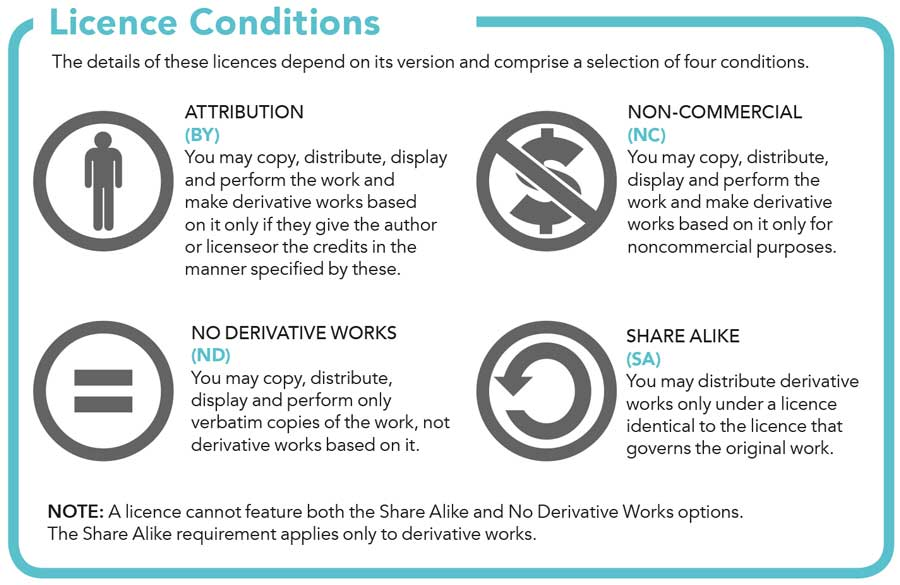 Licence Conditions
The details of these licences depend on its version and comprise a selection of four conditions.
ATTRIBUTION
(BY)
You may copy, distribute, display
and perform the work and
make derivative works based
on it only if they give the author
or licenseor the credits in the
manner specified by these.
NON-COMMERCIAL
(NC)
You may copy, distribute,
display and perform the
work and make derivative
works based on it only for
noncommercial purposes.
NO DERIVATIVE WORKS
(ND)
You may copy, distribute,
display and perform only
verbatim copies of the work, not
derivative works based on it.
SHARE ALIKE
(SA)
You may distribute derivative
works only under a licence
identical to the licence that
governs the original work.
NOTE: A licence cannot feature both the Share Alike and No Derivative Works options.
The Share Alike requirement applies only to derivative works.